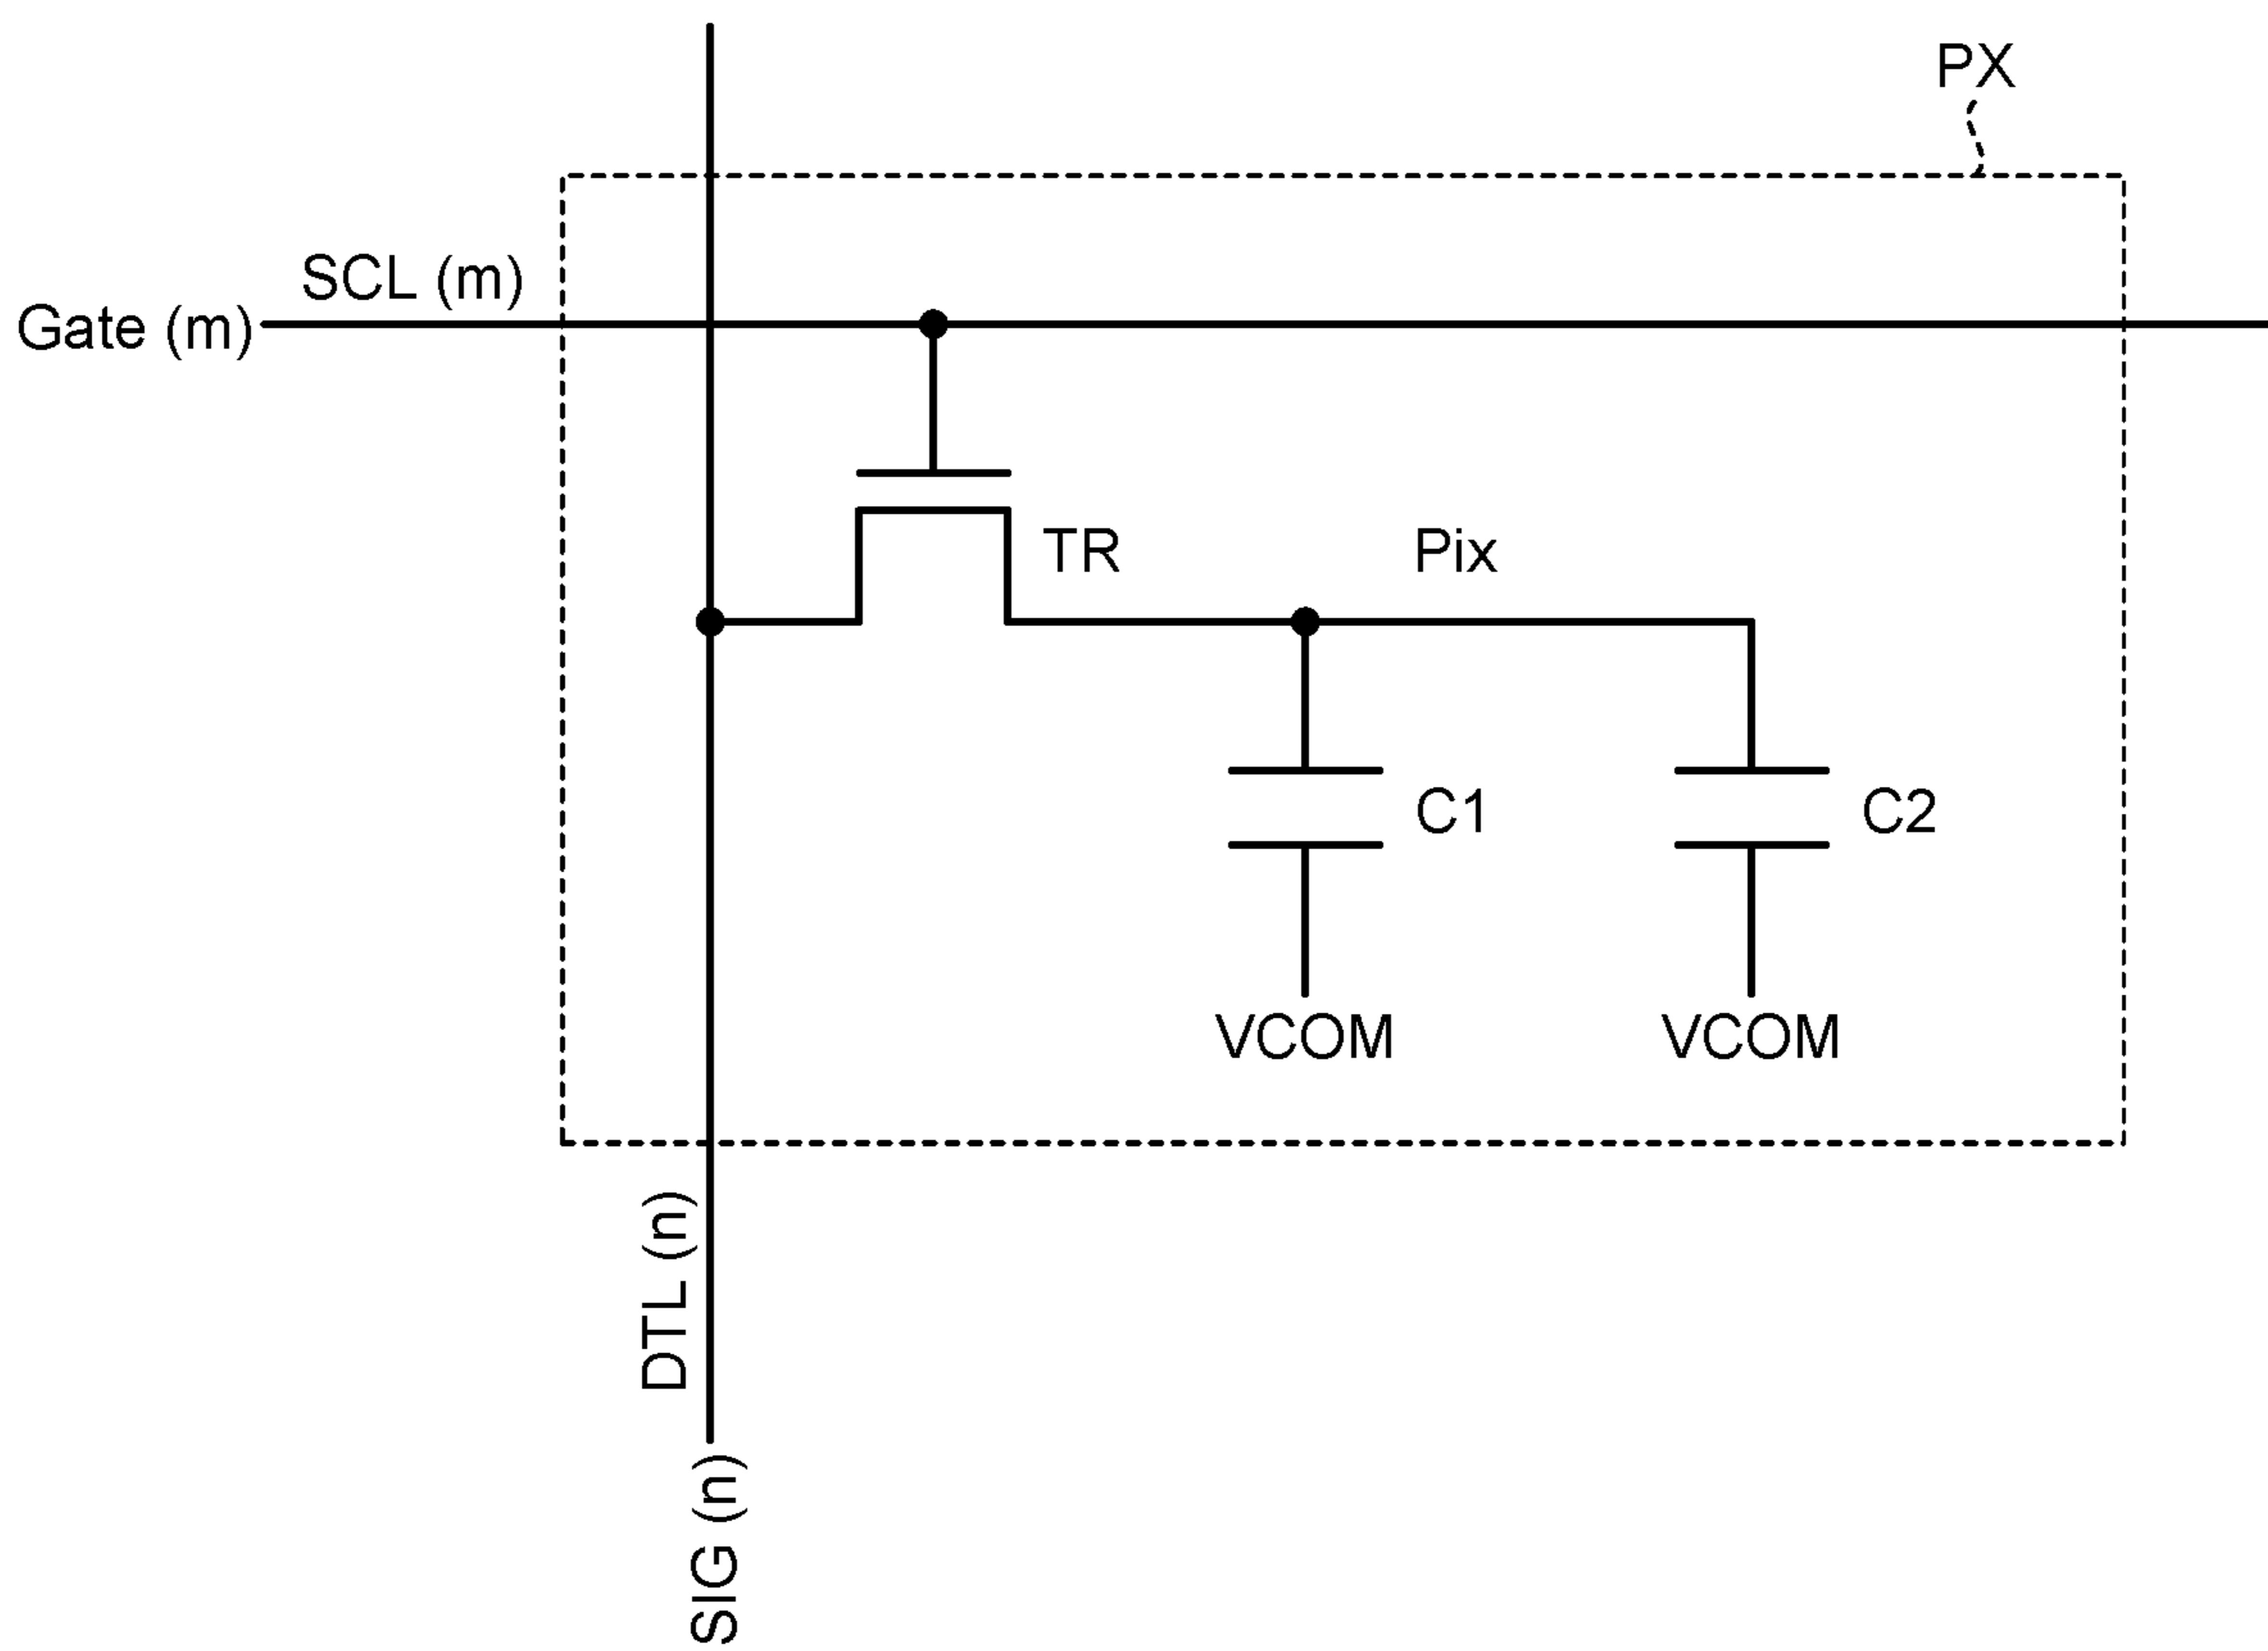 PX
SCL (m)
Gate (m)
TR
Pix
C1
C2
VCOM
VCOM
DTL (n)
SIG (n)